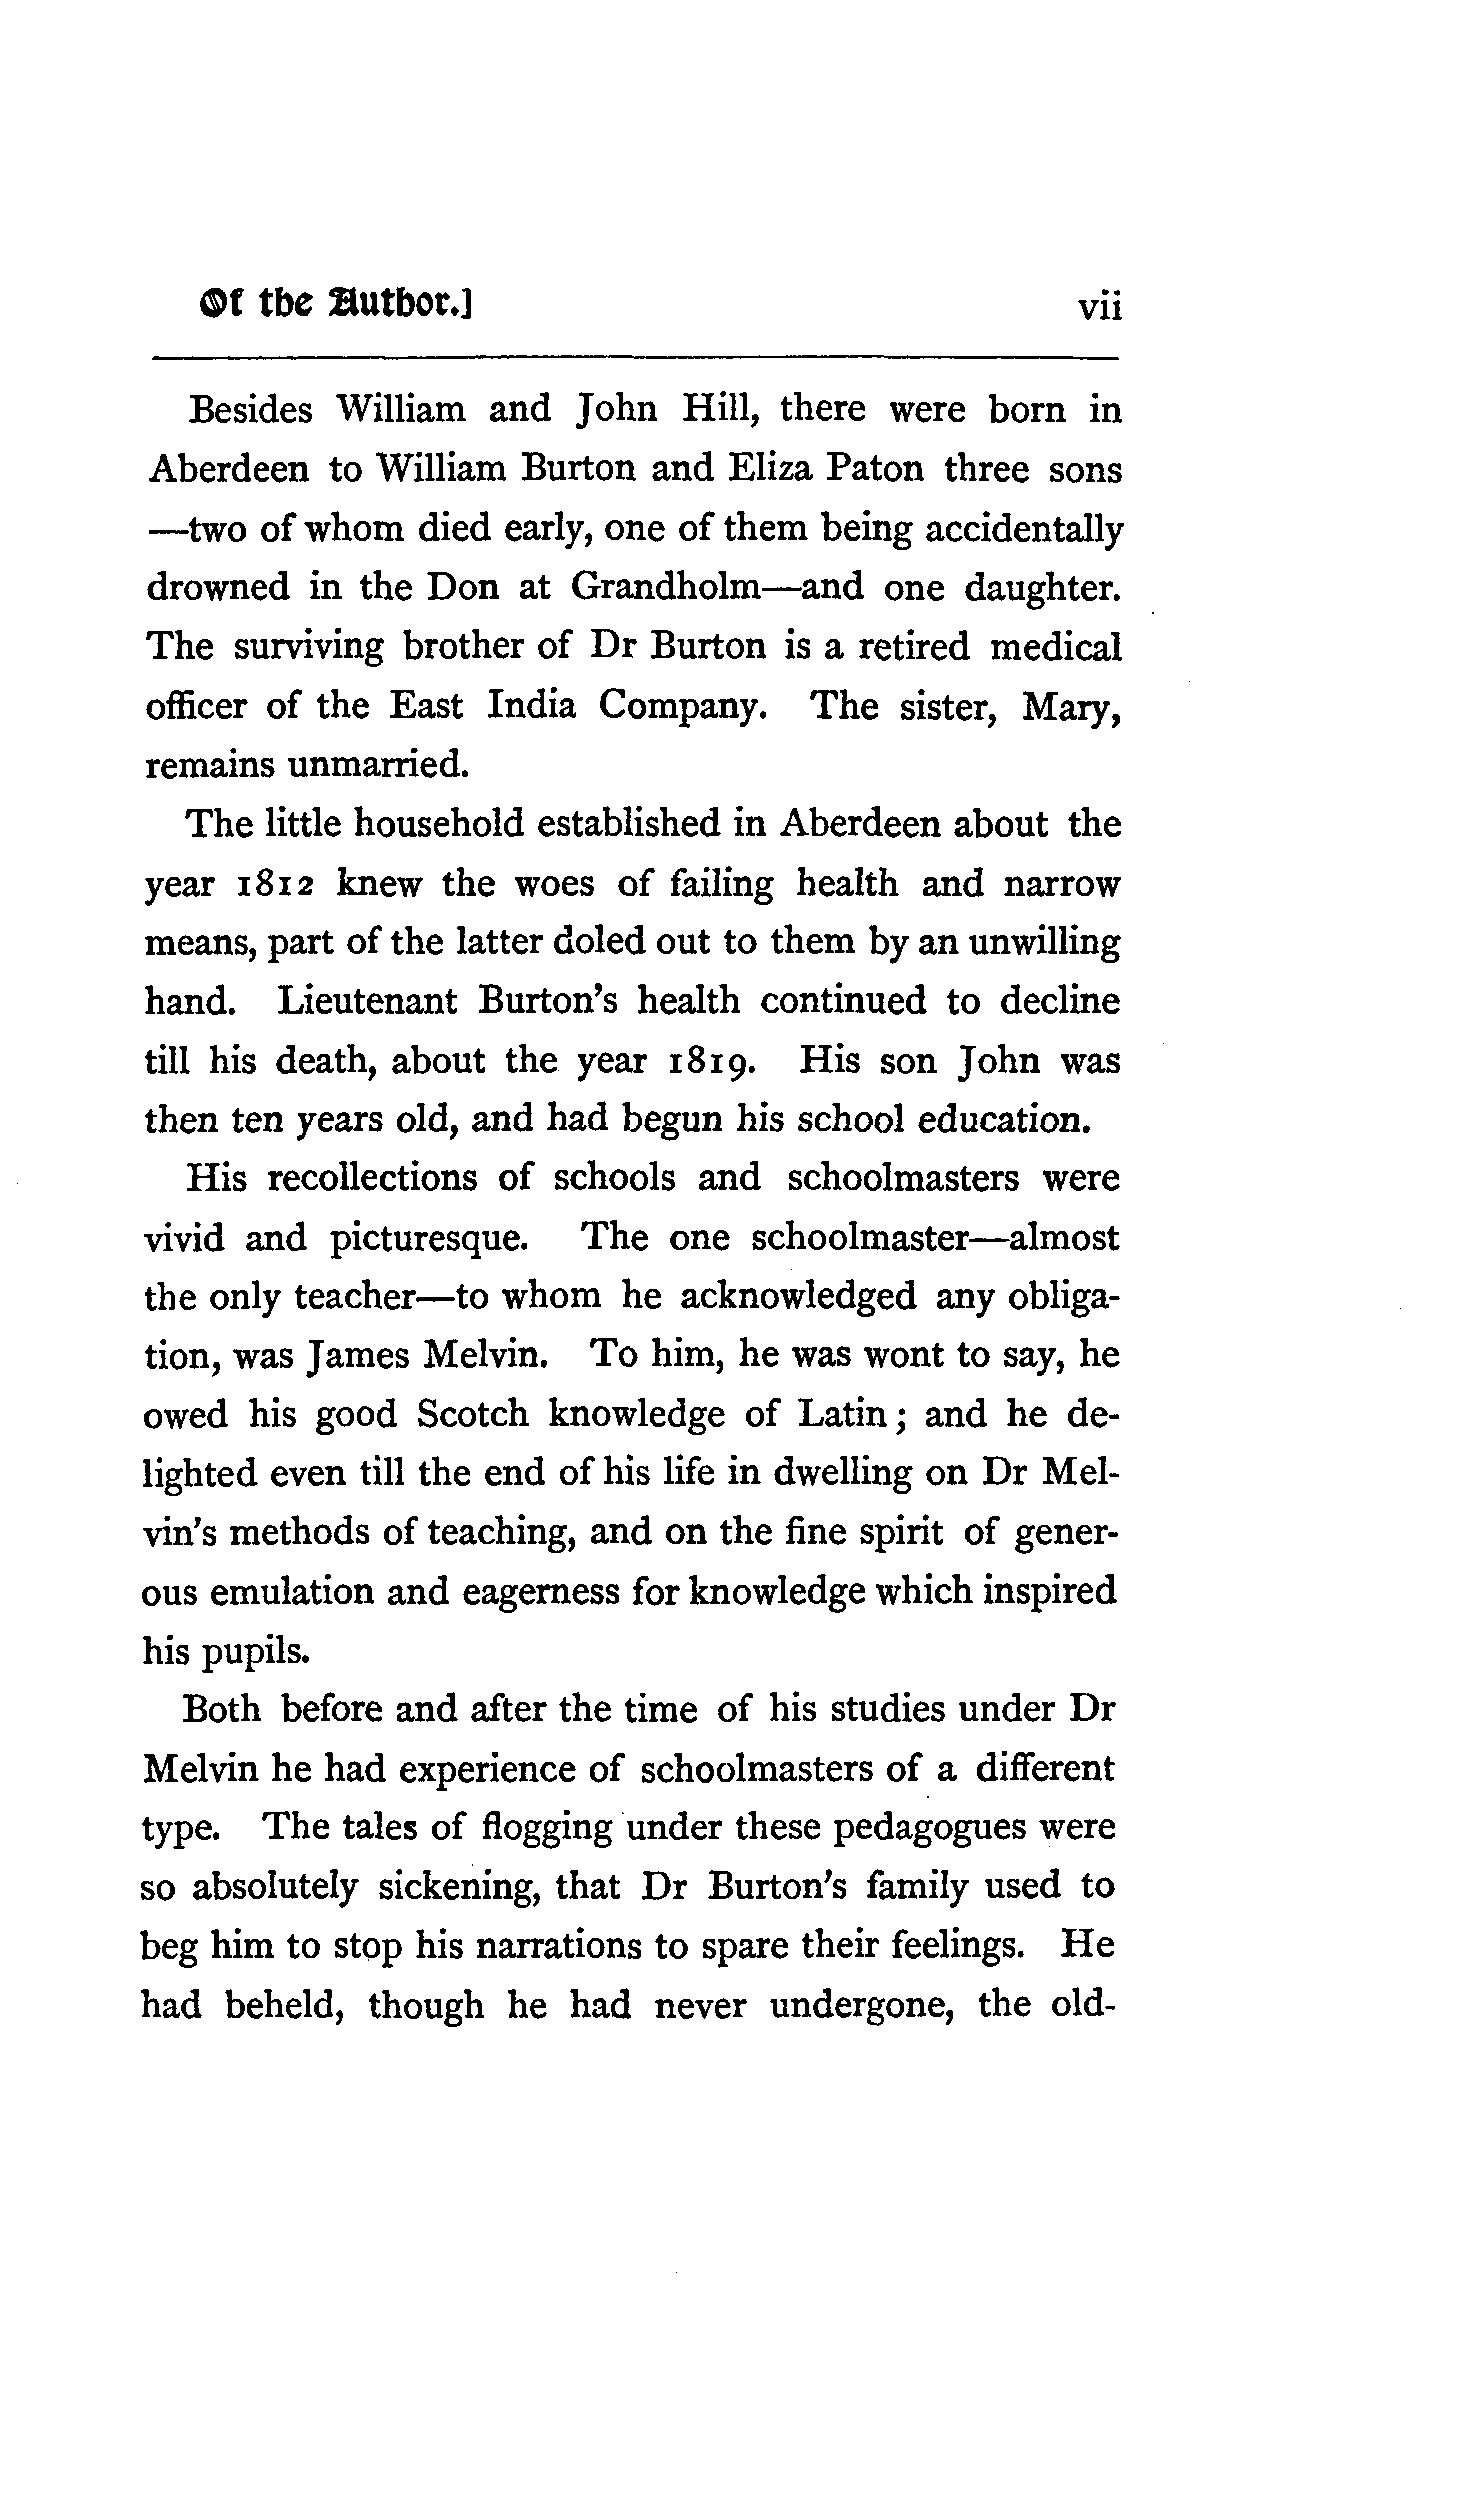 Of the Author.] vii
Besides William and John Hill, there were born in
Aberdeen to William Burton and Eliza Paton three sons
—two of whom died early, one of them being accidentally
drowned in the Don at Grandholm—and one daughter.
The surviving brother of Dr Burton is a retired medical
officer of the East India Company. The sister, Mary,
remains unmarried.
The little household established in Aberdeen about the
year 1812 knew the woes of failing health and narrow
means, part of the latter doled out to them by an unwilling
hand. Lieutenant Burton's health continued to decline
till his death, about the year 1819. His son John was
then ten years old, and had begun his school education.
His recollections of schools and schoolmasters were
vivid and picturesque. The one schoolmaster—almost
the only teacher—to whom he acknowledged any obliga-
tion, was James Melvin. To him, he was wont to say, he
owed his good Scotch knowledge of Latin; and he de-
lighted even till the end of his life in dwelling on Dr Mel-
vin's methods of teaching, and on the fine spirit of gener-
ous emulation and eagerness for knowledge which inspired
his pupils.
Both before and after the time of his studies under Dr
Melvin he had experience of schoolmasters of a different
type. The tales of flogging under these pedagogues were
so absolutely sickening, that Dr Burton's family used to
beg him to stop his narrations to spare their feelings. He
had beheld, though he had never undergone, the old-